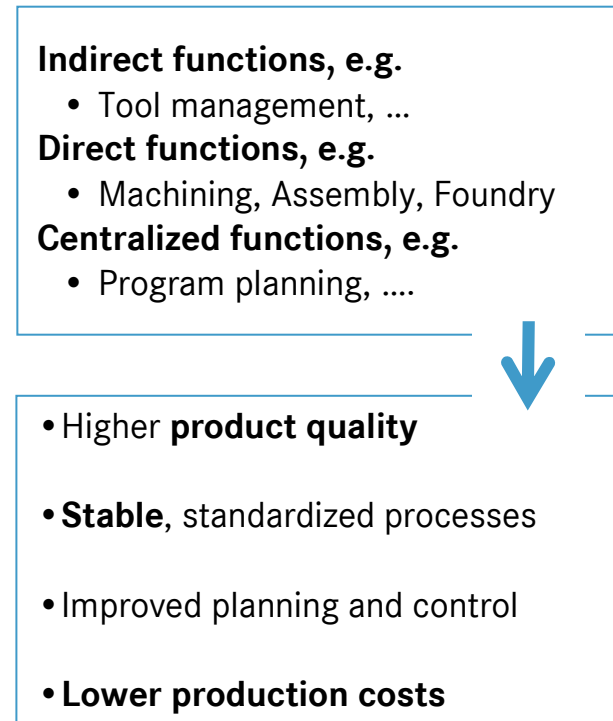 Indirect functions, e.g.
• Tool management, ...
Direct functions, e.g.
• Machining, Assembly, Foundry
Centralized functions, e.g.
• Program planning, ....
• Higher product quality
• Stable, standardized processes
• Improved planning and control
• Lower production costs